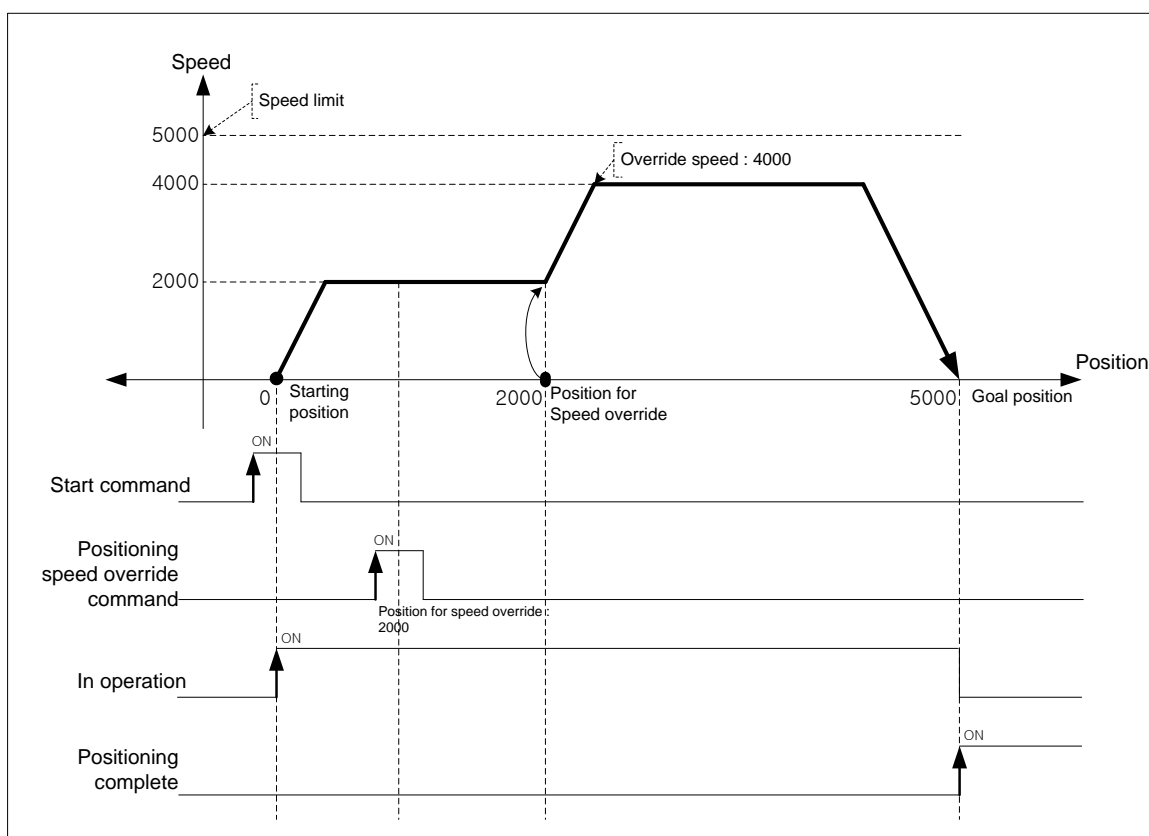 Speed
Speed limit
5000
Override speed : 4000
4000
2000
Position
0
Starting
position
2000
Position for
Speed override
5000
Goal position
ON
Start command
ON
Positioning
speed override
command
Position for speed override :
2000
ON
In operation
ON
Positioning
complete